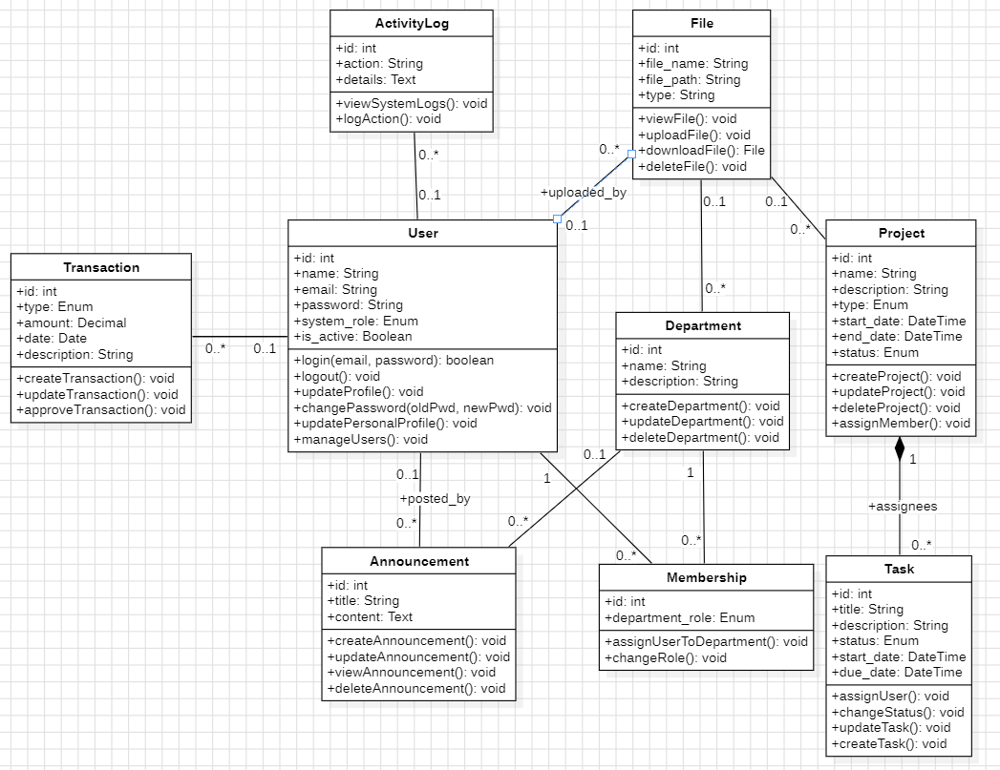 ActivityLog
+id: int
+action: String
+details: Text
+viewSystemLogs(): void
+logAction(): void
File
+id: int
+file_name: String
+file_path: String
+type: String
+viewFile(): void
+uploadFile(): void
+downloadFile(): File
+deleteFile(): void
0..*
0..1
0..*
+uploaded_by
0..1
0..1
0..*
0..1
0..*
User
+id: int
+name: String
+email: String
+password: String
+system_role: Enum
+is_active: Boolean
+login(email, password): boolean
+logout(): void
+updateProfile(): void
+changePassword(oldPwd, newPwd): void
+updatePersonalProfile(): void
+manageUsers(): void
Transaction
+id: int
+type: Enum
+amount: Decimal
+date: Date
+description: String
+createTransaction(): void
+updateTransaction(): void
+approveTransaction(): void
0..*
0..1
Department
+id: int
+name: String
+description: String
+createDepartment(): void
+updateDepartment(): void
+deleteDepartment(): void
Project
+id: int
+name: String
+description: String
+type: Enum
+start_date: DateTime
+end_date: DateTime
+status: Enum
+createProject(): void
+updateProject(): void
+deleteProject(): void
+assignMember(): void
0..1
+posted_by
0..*
1
0..*
0..1
0..*
1
0..*
1
+assignees
0..*
Announcement
+id: int
+title: String
+content: Text
+createAnnouncement(): void
+updateAnnouncement(): void
+viewAnnouncement(): void
+deleteAnnouncement(): void
Membership
+id: int
+department_role: Enum
+assignUserToDepartment(): void
+changeRole(): void
Task
+id: int
+title: String
+description: String
+status: Enum
+start_date: DateTime
+due_date: DateTime
+assignUser(): void
+changeStatus(): void
+updateTask(): void
+createTask(): void